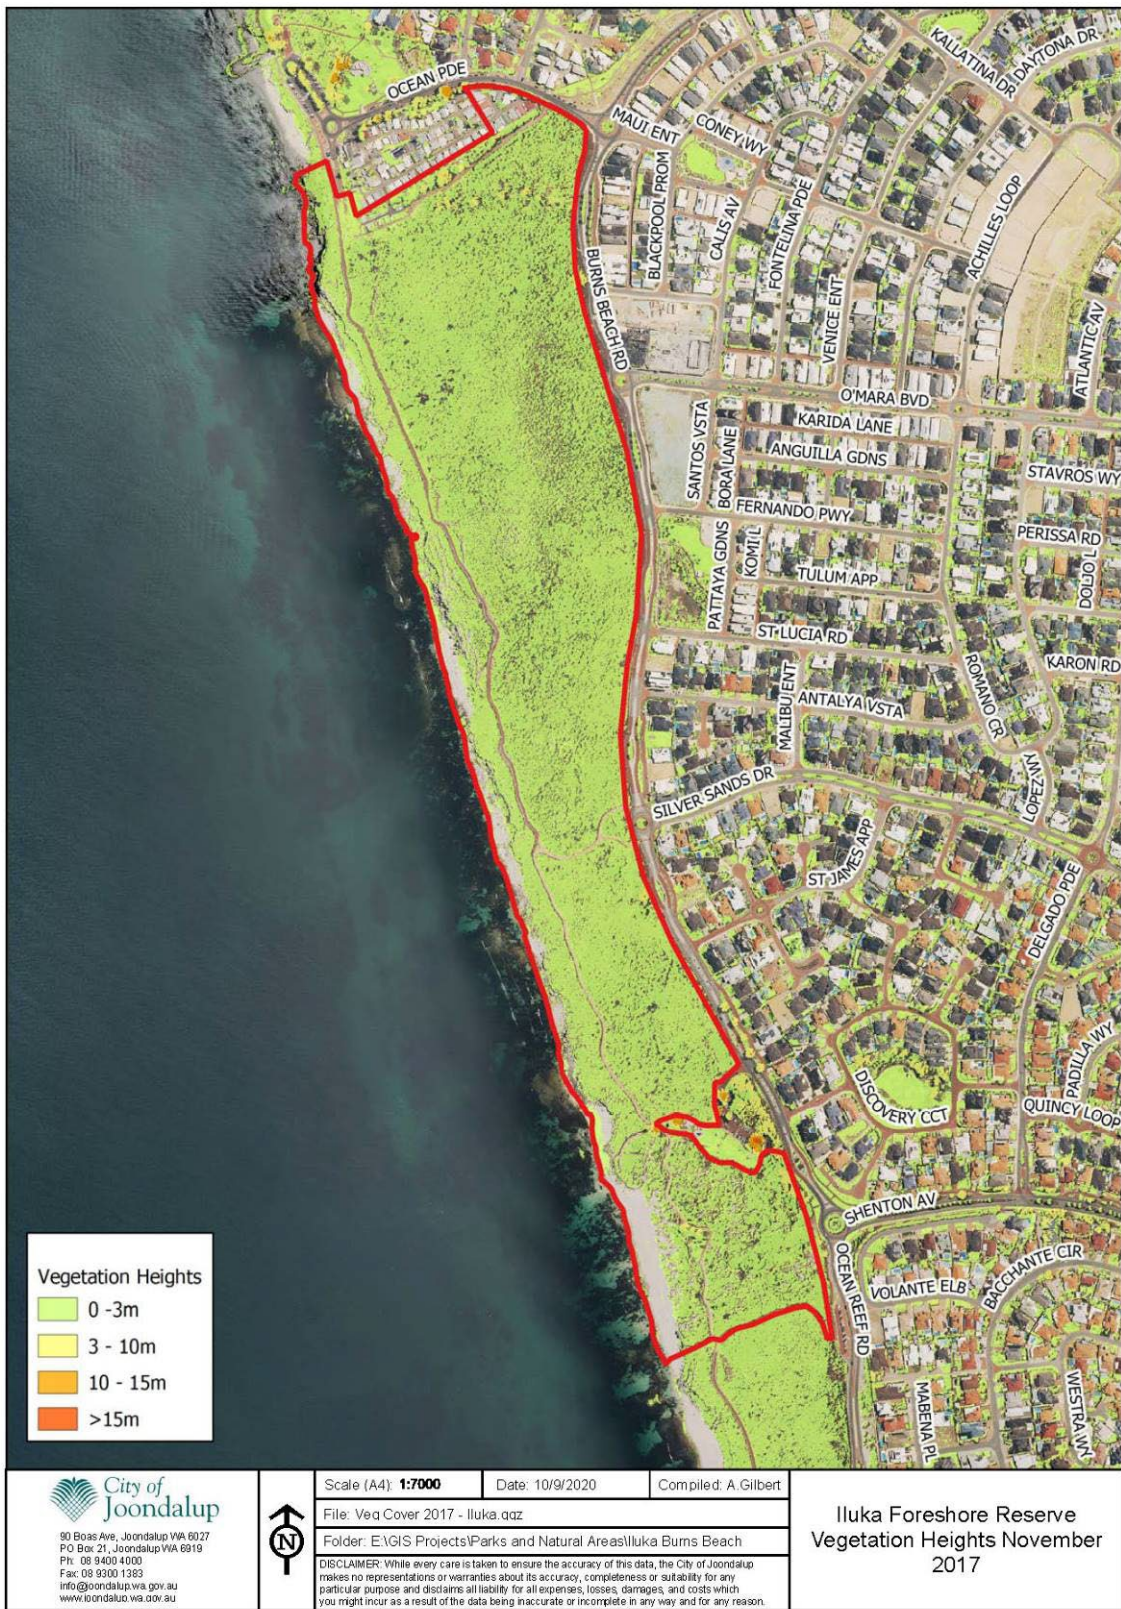 OCEAN PDE
KALLATINA DR
DAYTONA DR
MAUI ENT
CONEY WY
BLACKPOOL PROM
CALIS AV
FONTELINA PDE
ACHILLES LOOP
BURNS BEACH RD
VENICE ENT
ATLANTIC AV
O'MARA BVD
KARIDA LANE
SANTOS VSTA
BORA LANE
ANGUILLA GDNS
STAVROS WY
FERNANDO PWY
PERISSA RD
PATTAYA GDNS
KOMI L
TULUM APP
DOLJO L
ST LUCIA RD
KARON RD
ROMANO CR
MALIBU ENT
ANTALYA VSTA
SILVER SANDS DR
LOPEZ WY
ST JAMES APP
DELGADO PDE
PADILLA WY
DISCOVERY CCT
QUINCY LOOP
SHENTON AV
OCEAN REEF RD
BACCHANTE CIR
VOLANTE ELB
MABENA PL
WESTRA WY
Vegetation Heights
0 -3m
3 - 10m
10 - 15m
>15m
City of
Joondalup
90 Boas Ave, Joondalup WA 6027
PO Box 21, Joondalup WA 6919
Ph: 08 9400 4000
Fax: 08 9300 1383
info@joondalup.wa.gov.au
www.joondalup.wa.gov.au
N
Scale (A4): 1:7000
Date: 10/9/2020
Compiled: A.Gilbert
File: Veg Cover 2017 - Iluka.qgz
Folder: E:\GIS Projects\Parks and Natural Areas\Iluka Burns Beach
DISCLAIMER: While every care is taken to ensure the accuracy of this data, the City of Joondalup
makes no representations or warranties about its accuracy, completeness or suitability for any
particular purpose and disclaims all liability for all expenses, losses, damages, and costs which
you might incur as a result of the data being inaccurate or incomplete in any way and for any reason.
Iluka Foreshore Reserve
Vegetation Heights November
2017